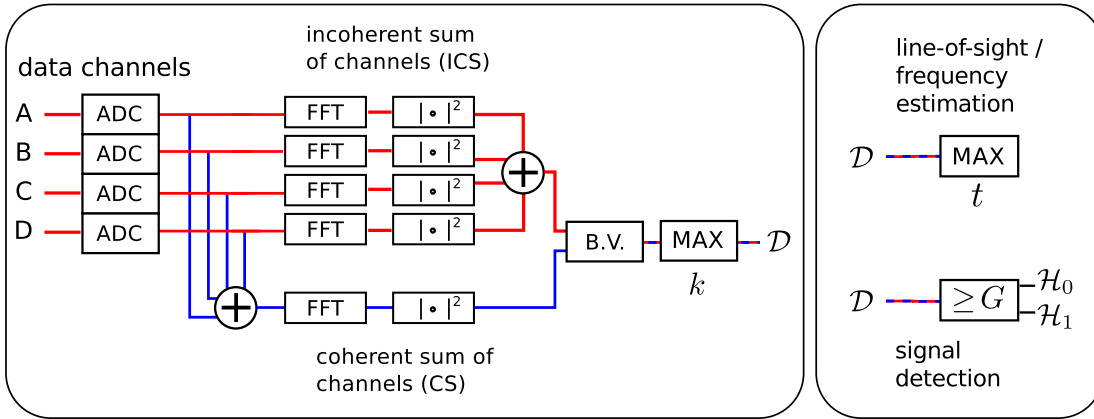 incoherent sum
of channels (ICS)
data channels
A ADC FFT |∘|²
B ADC FFT |∘|²
C ADC FFT |∘|²
D ADC FFT |∘|²
+
B.V. MAX 𝒟
k
+ FFT |∘|²
coherent sum of
channels (CS)
line-of-sight /
frequency
estimation
𝒟 MAX
t
𝒟 ≥ G ℋ₀
ℋ₁
signal
detection